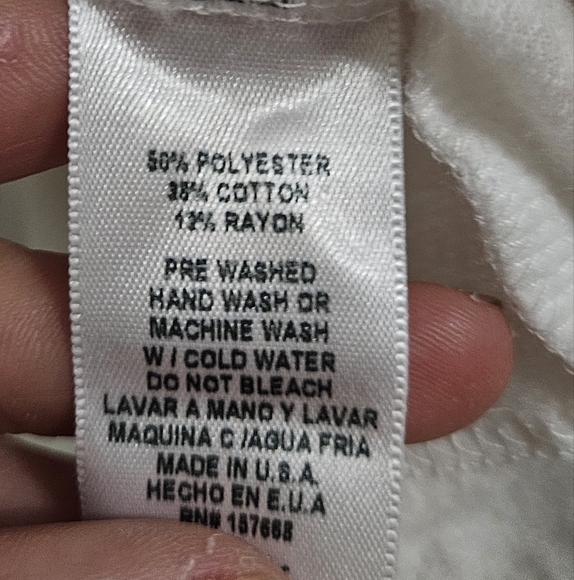 50% POLYESTER
38% COTTON
12% RAYON
PRE WASHED
HAND WASH OR
MACHINE WASH
W / COLD WATER
DO NOT BLEACH
LAVAR A MANO Y LAVAR
MAQUINA C /AGUA FRIA
MADE IN U.S.A.
HECHO EN E.U.A
RN# 157668